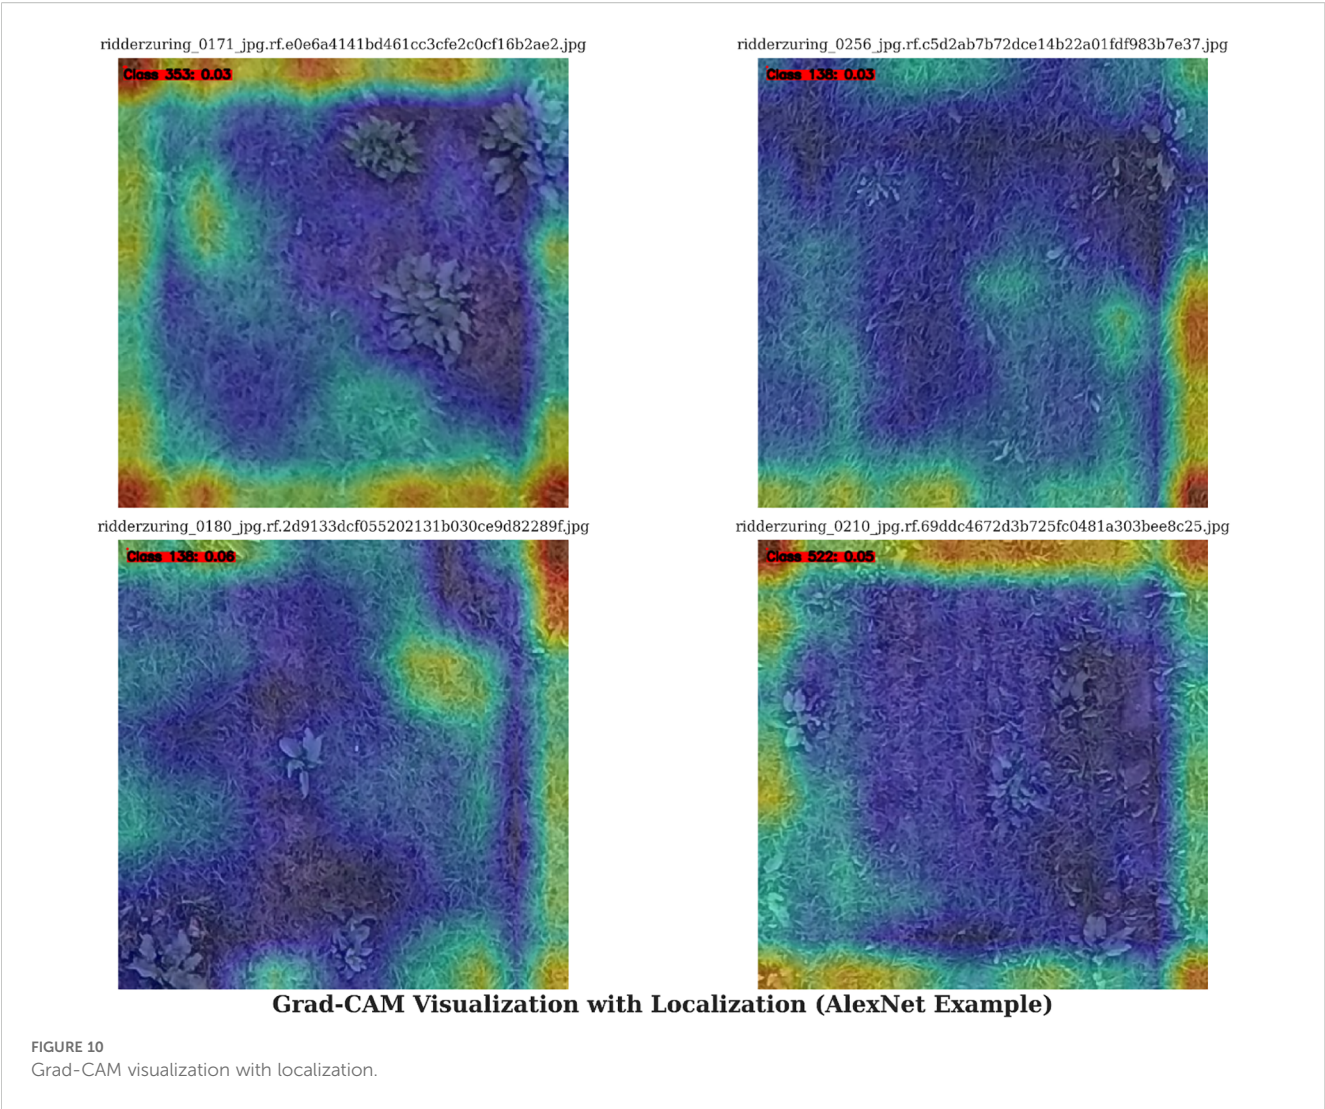 ridderzuring_0171_jpg.rf.e0e6a4141bd461cc3cfe2c0cf16b2ae2.jpg
ridderzuring_0256_jpg.rf.c5d2ab7b72dce14b22a01fdf983b7e37.jpg
Class 353: 0.03
Class 138: 0.03
ridderzuring_0180_jpg.rf.2d9133dcf055202131b030ce9d82289f.jpg
ridderzuring_0210_jpg.rf.69ddc4672d3b725fc0481a303bee8c25.jpg
Class 138: 0.06
Class 522: 0.05
Grad-CAM Visualization with Localization (AlexNet Example)
FIGURE 10
Grad-CAM visualization with localization.